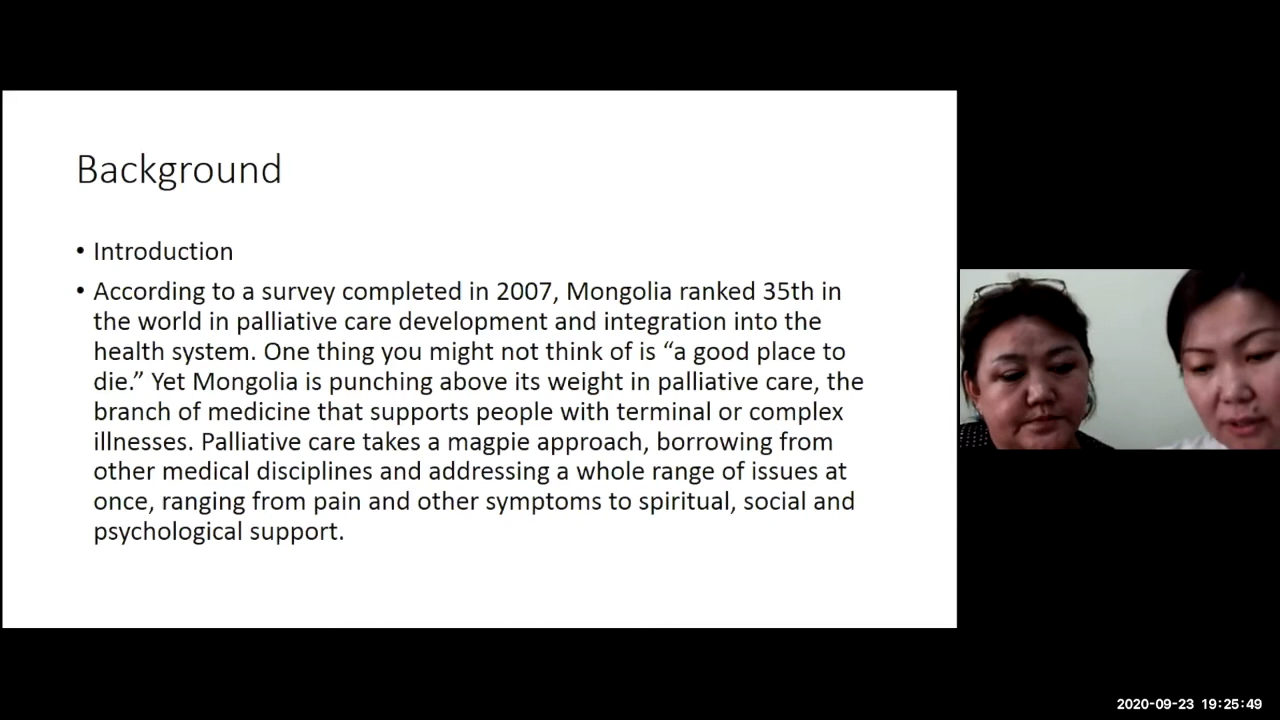 Background
• Introduction
• According to a survey completed in 2007, Mongolia ranked 35th in
the world in palliative care development and integration into the
health system. One thing you might not think of is “a good place to
die.” Yet Mongolia is punching above its weight in palliative care, the
branch of medicine that supports people with terminal or complex
illnesses. Palliative care takes a magpie approach, borrowing from
other medical disciplines and addressing a whole range of issues at
once, ranging from pain and other symptoms to spiritual, social and
psychological support.
2020-09-23 19:25:49